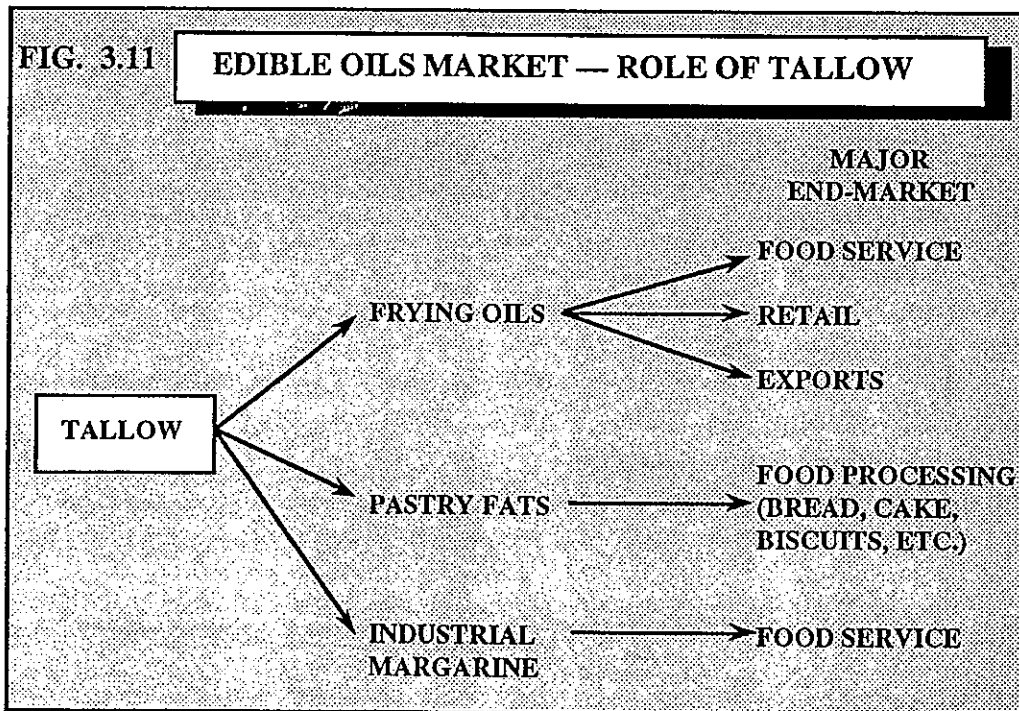 FIG. 3.11
EDIBLE OILS MARKET — ROLE OF TALLOW
MAJOR
END-MARKET
FOOD SERVICE
FRYING OILS
RETAIL
EXPORTS
TALLOW
PASTRY FATS
FOOD PROCESSING
(BREAD, CAKE,
BISCUITS, ETC.)
INDUSTRIAL
MARGARINE
FOOD SERVICE